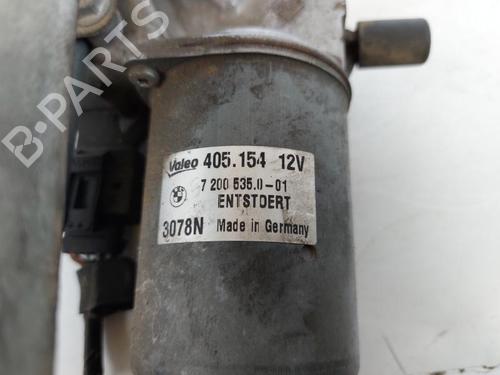 Valeo 405.154 12V
7 200 535.0-01
ENTSTOERT
3078N Made in Germany
B-PARTS